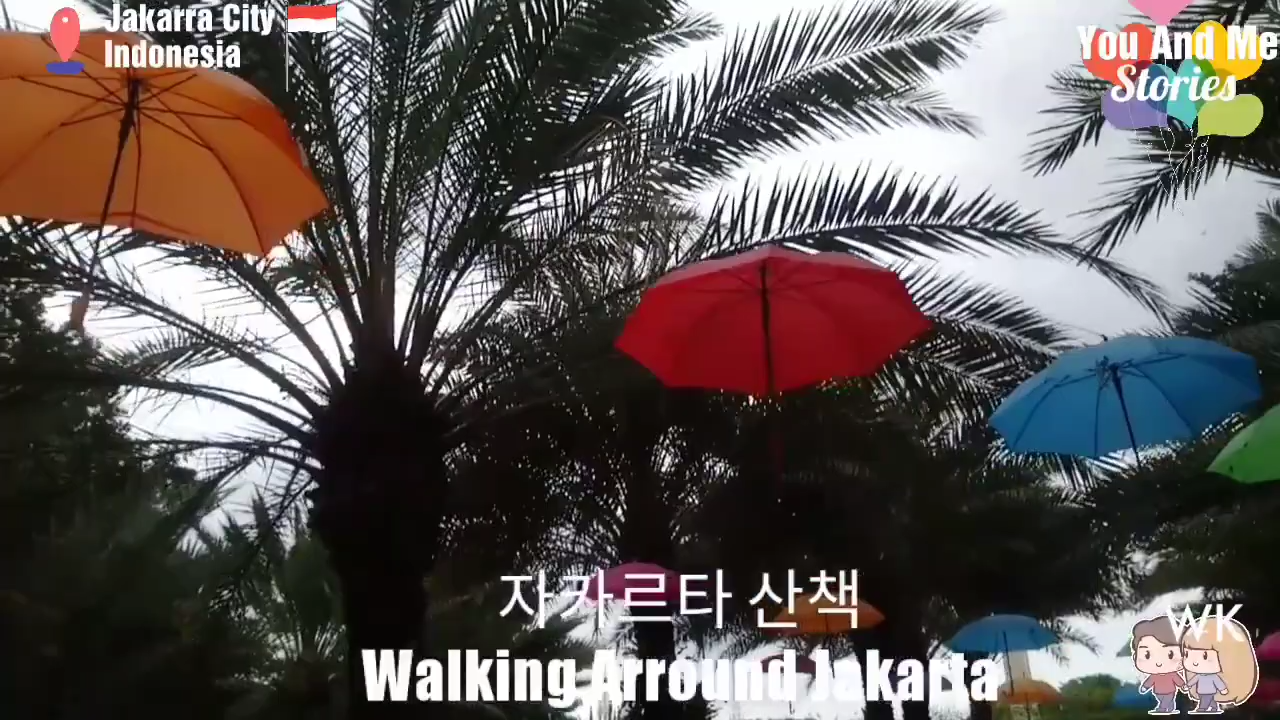 Jakarra City
Indonesia
You And Me
Stories
자카르타 산책
Walking Arround Jakarta
WK